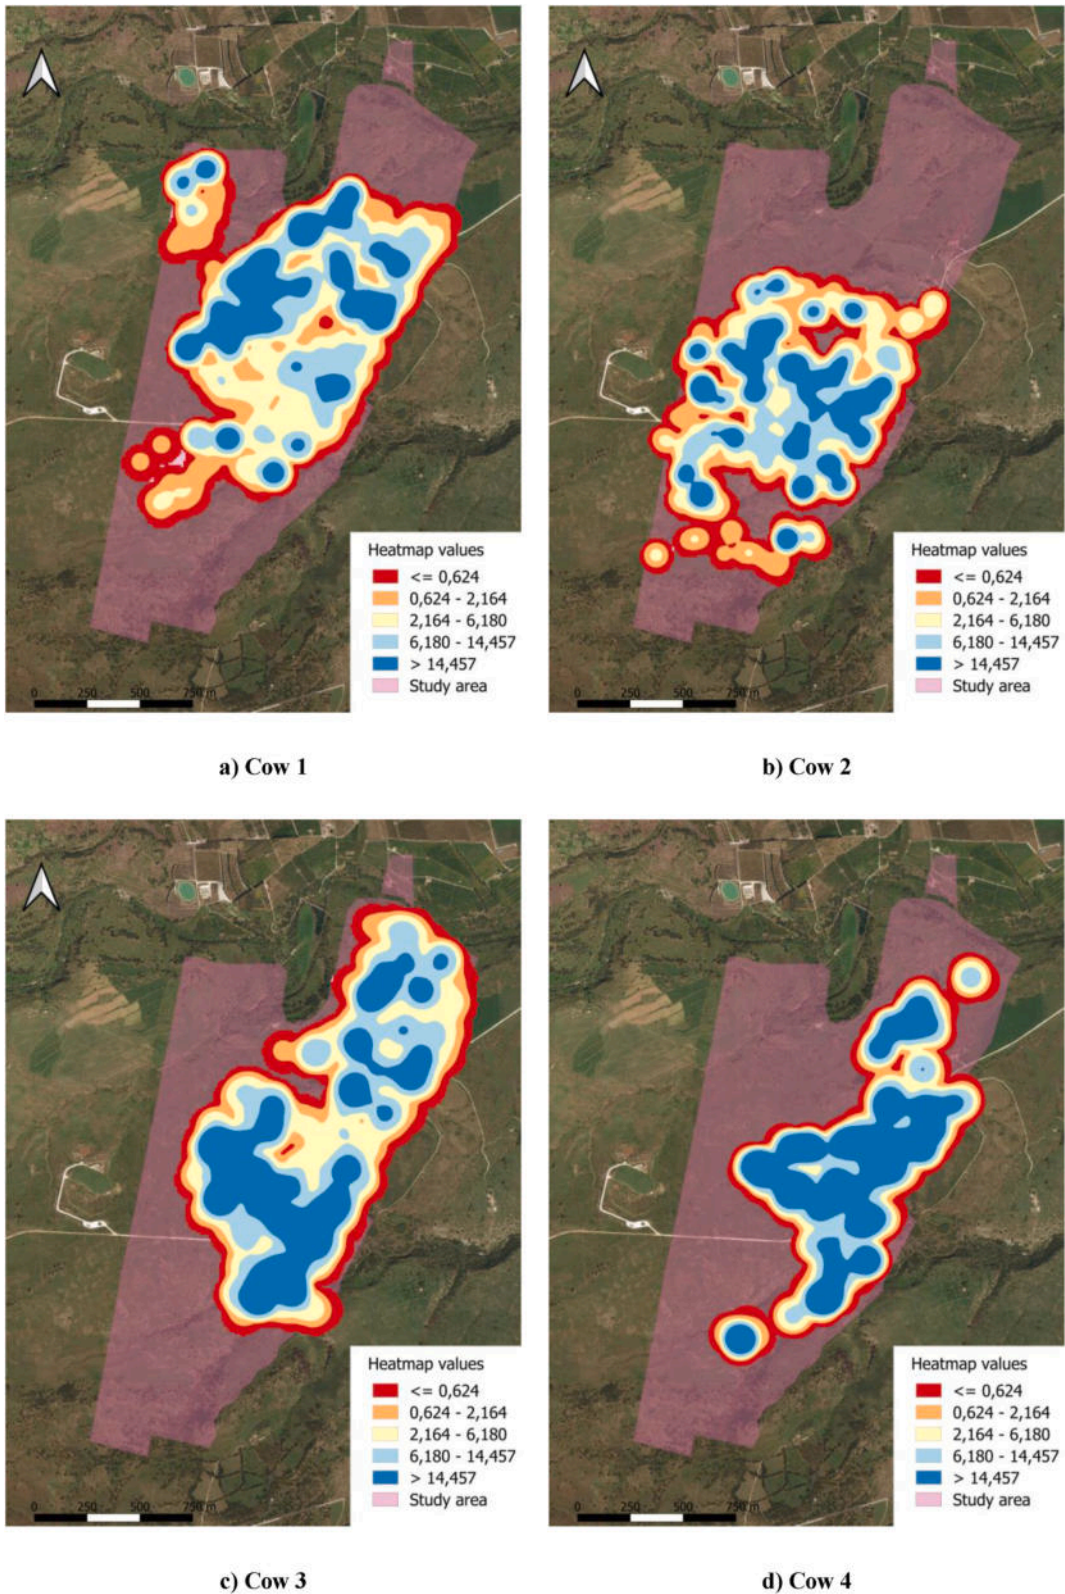 Heatmap values
<= 0,624
0,624 - 2,164
2,164 - 6,180
6,180 - 14,457
> 14,457
Study area
0 250 500 750 m
a) Cow 1
Heatmap values
<= 0,624
0,624 - 2,164
2,164 - 6,180
6,180 - 14,457
> 14,457
Study area
0 250 500 750 m
b) Cow 2
Heatmap values
<= 0,624
0,624 - 2,164
2,164 - 6,180
6,180 - 14,457
> 14,457
Study area
0 250 500 750 m
c) Cow 3
Heatmap values
<= 0,624
0,624 - 2,164
2,164 - 6,180
6,180 - 14,457
> 14,457
Study area
0 250 500 750 m
d) Cow 4